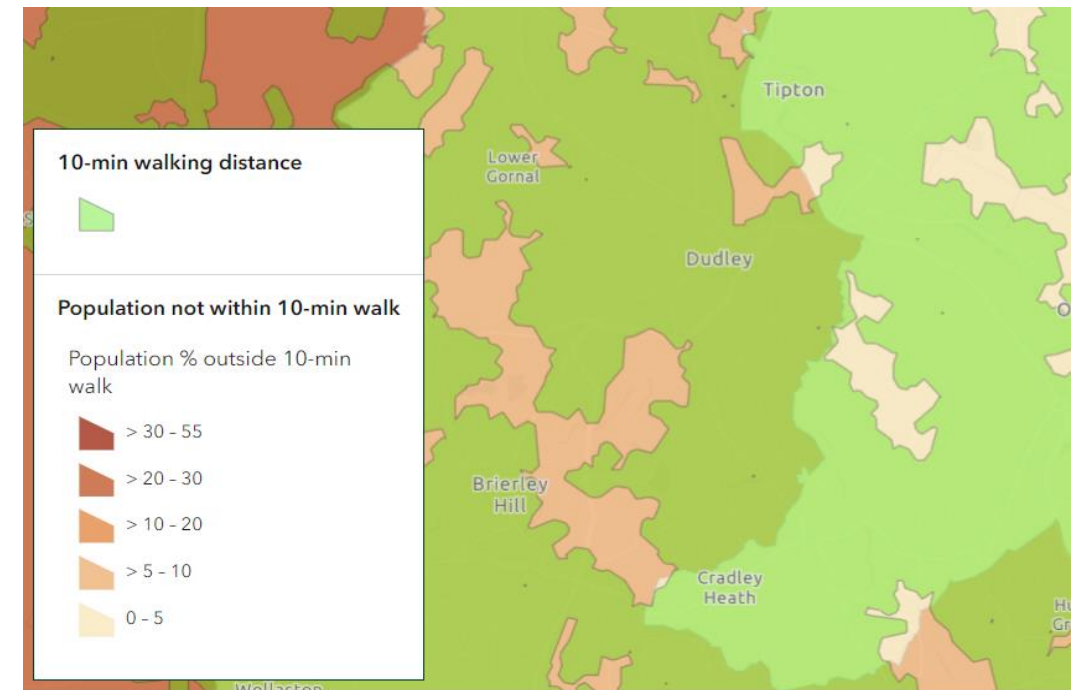 Tipton
10-min walking distance
Lower
Gornal
Dudley
Population not within 10-min walk
Population % outside 10-min
walk
> 30 - 55
> 20 - 30
> 10 - 20
> 5 - 10
0 - 5
Brierley
Hill
Cradley
Heath
Wollaston